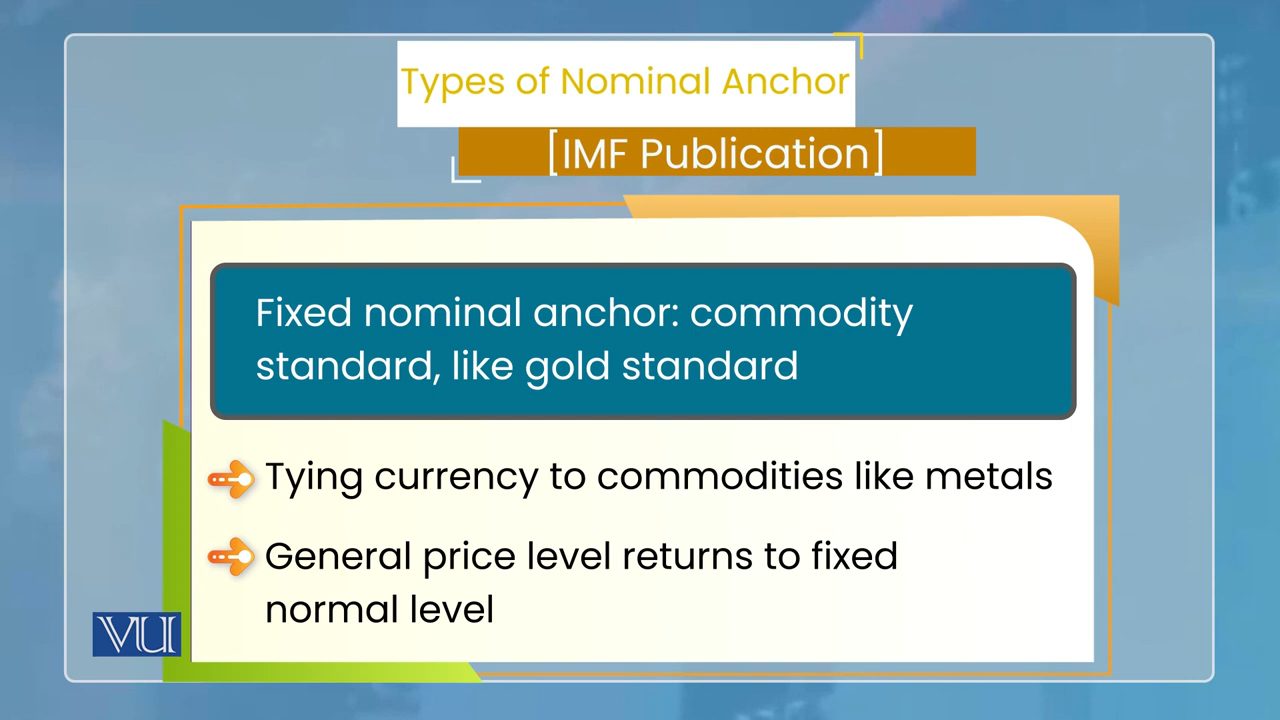 Types of Nominal Anchor
[IMF Publication]
Fixed nominal anchor: commodity
standard, like gold standard
Tying currency to commodities like metals
General price level returns to fixed
normal level
VU